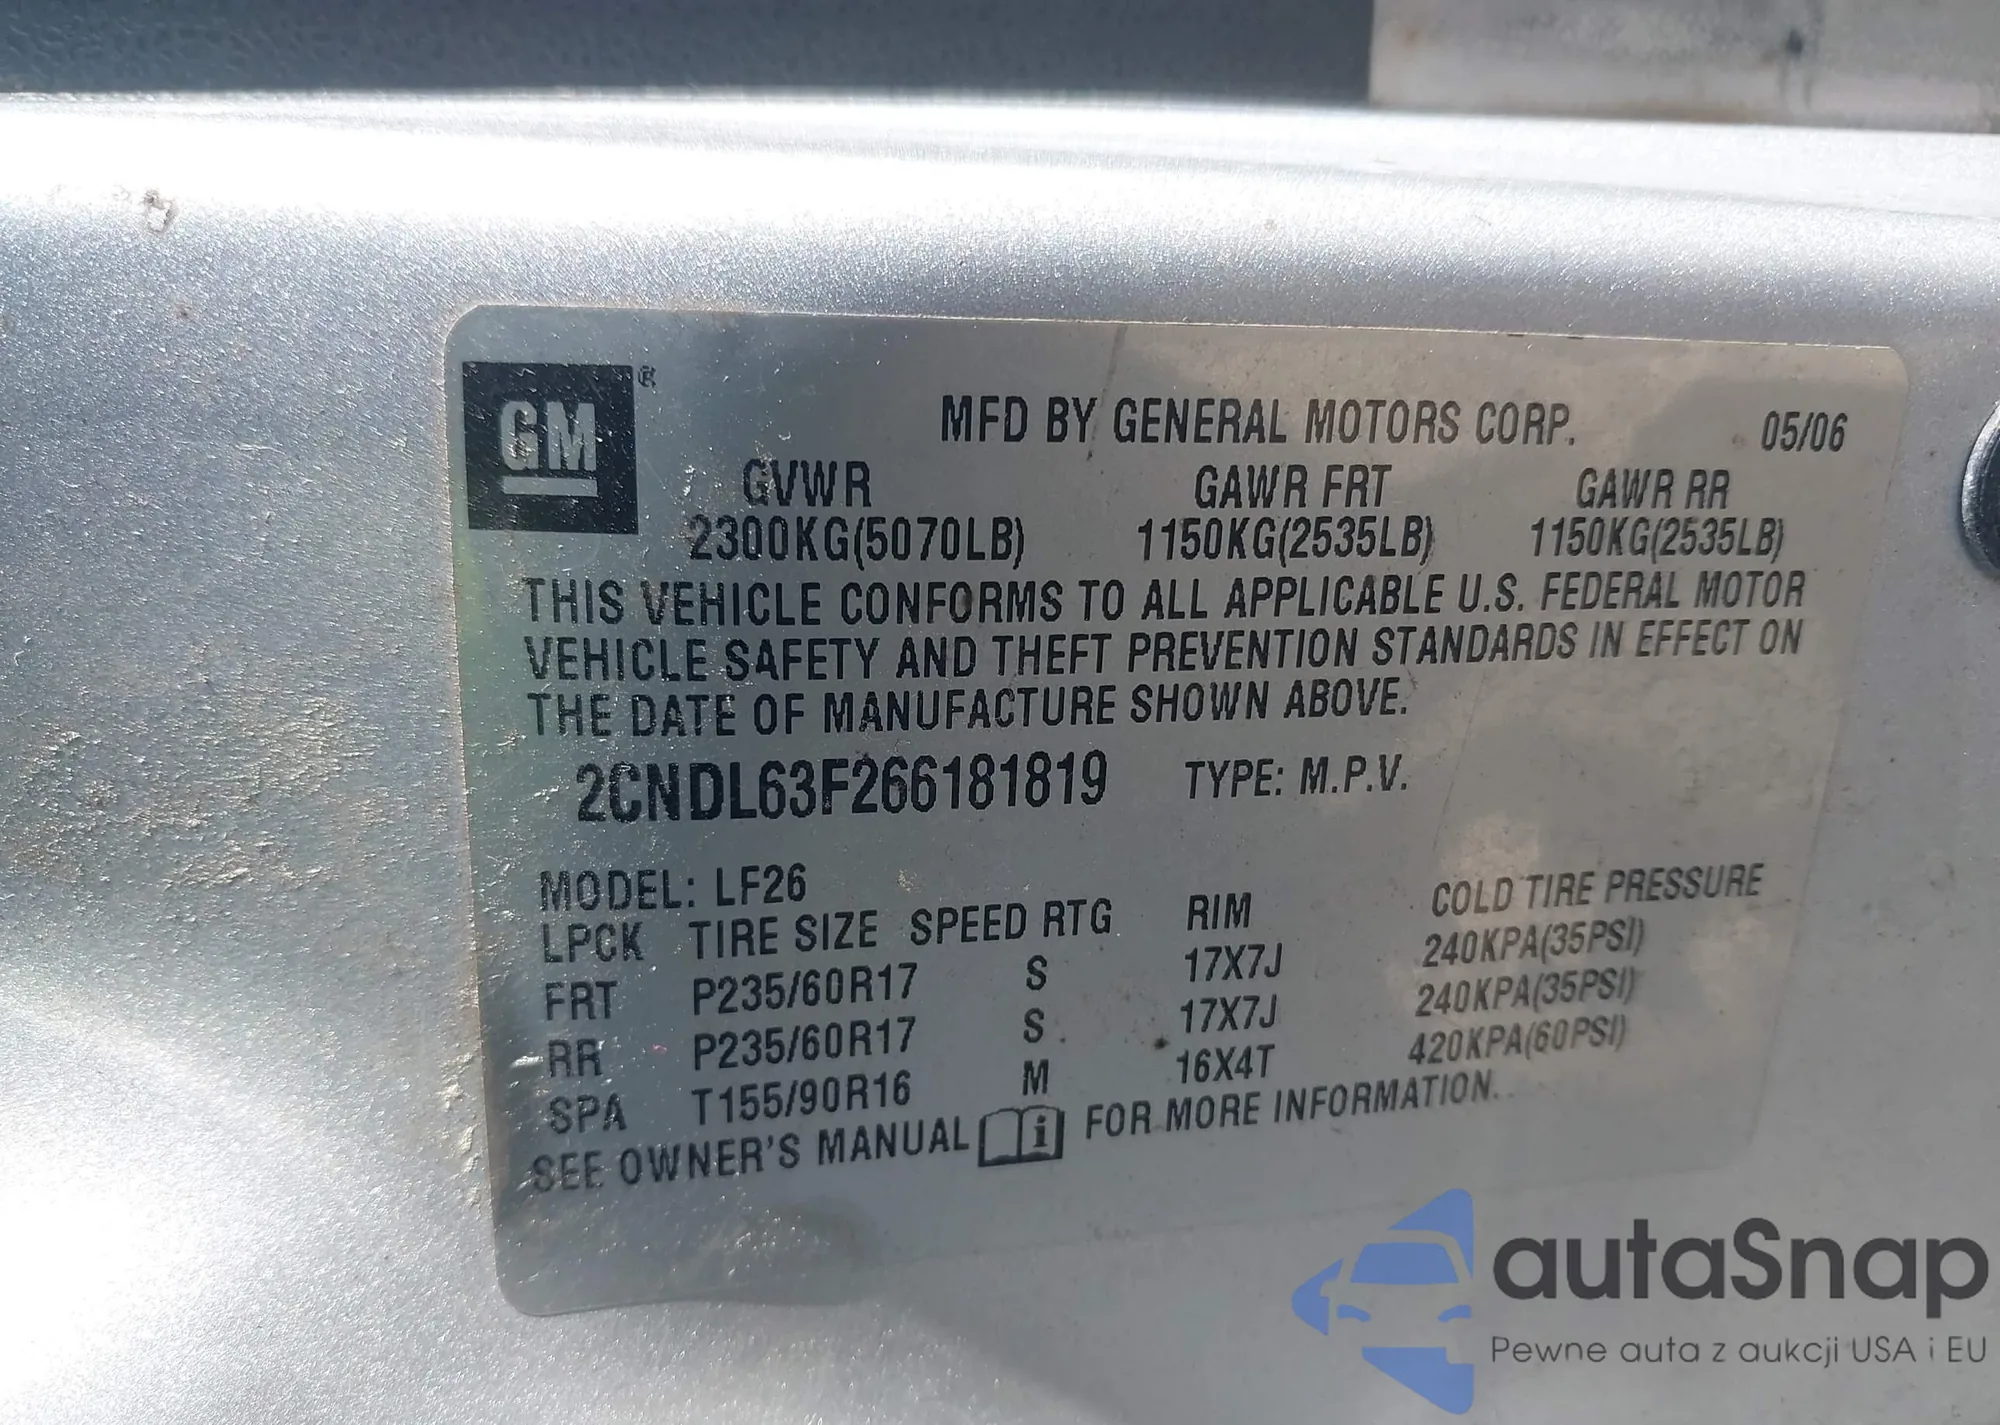 GM ®
MFD BY GENERAL MOTORS CORP. 05/06
GVWR GAWR FRT GAWR RR
2300KG(5070LB) 1150KG(2535LB) 1150KG(2535LB)
THIS VEHICLE CONFORMS TO ALL APPLICABLE U.S. FEDERAL MOTOR
VEHICLE SAFETY AND THEFT PREVENTION STANDARDS IN EFFECT ON
THE DATE OF MANUFACTURE SHOWN ABOVE.
2CNDL63F266181819 TYPE: M.P.V.
MODEL: LF26
LPCK TIRE SIZE SPEED RTG RIM COLD TIRE PRESSURE
FRT P235/60R17 S 17X7J 240KPA(35PSI)
RR P235/60R17 S 17X7J 240KPA(35PSI)
SPA T155/90R16 M 16X4T 420KPA(60PSI)
SEE OWNER'S MANUAL i FOR MORE INFORMATION.
autaSnap
Pewne auta z aukcji USA i EU